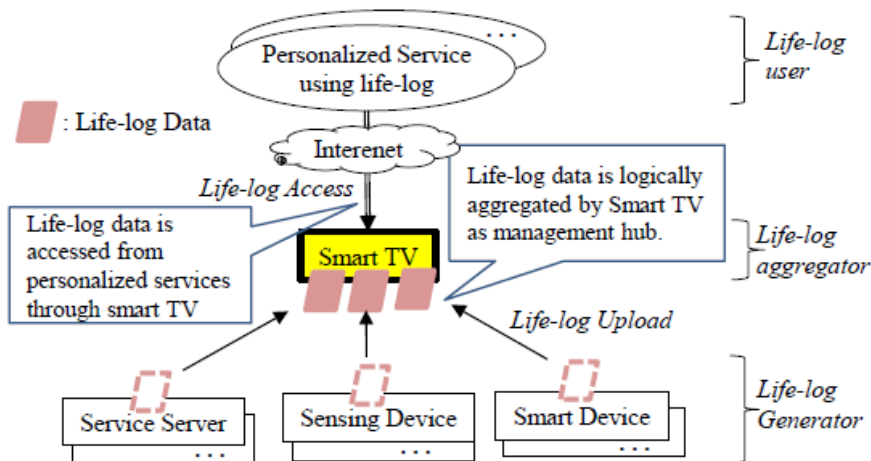 . . .
Personalized Service
using life-log
Life-log
user
: Life-log Data
Interenet
Life-log Access
Life-log data is logically
aggregated by Smart TV
as management hub.
Life-log data is
accessed from
personalized services
through smart TV
Smart TV
Life-log
aggregator
Life-log Upload
Service Server
. . .
Sensing Device
. . .
Smart Device
. . .
Life-log
Generator